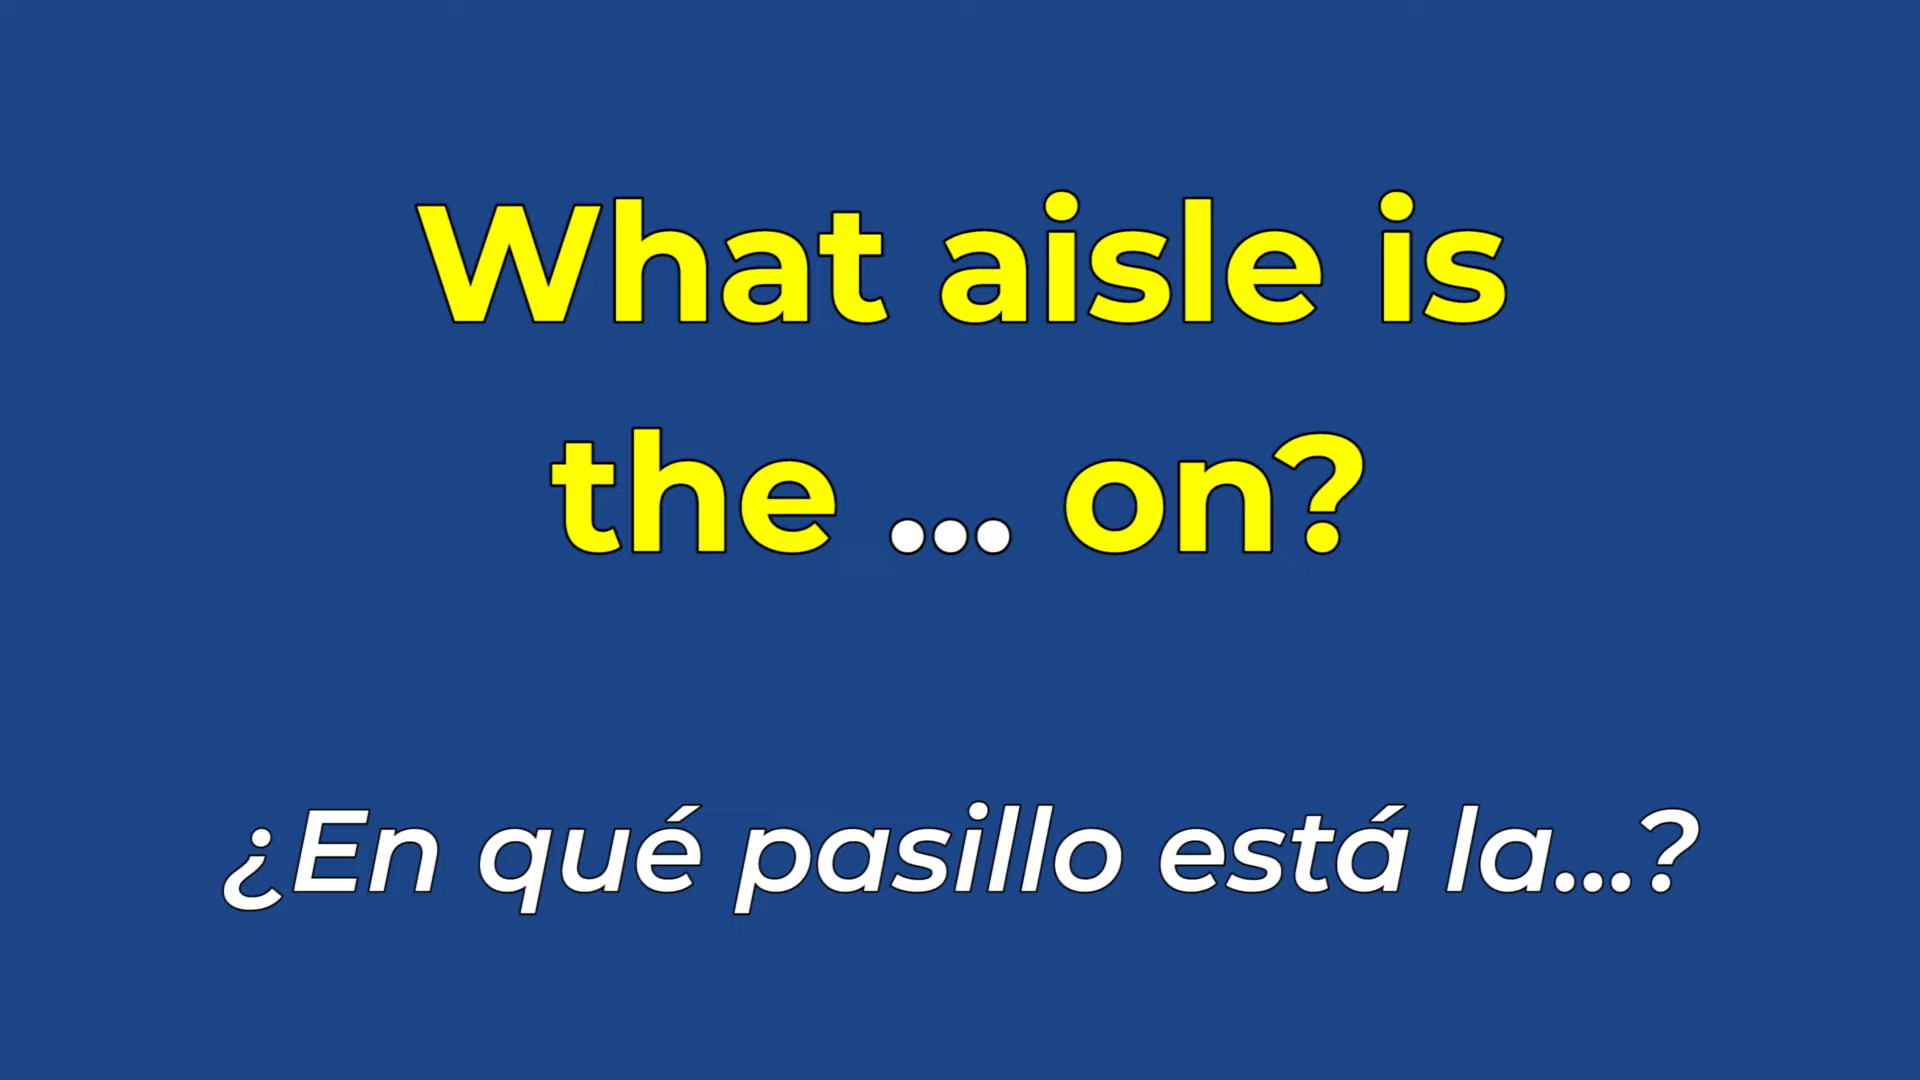 What aisle is
the ... on?
¿En qué pasillo está la...?